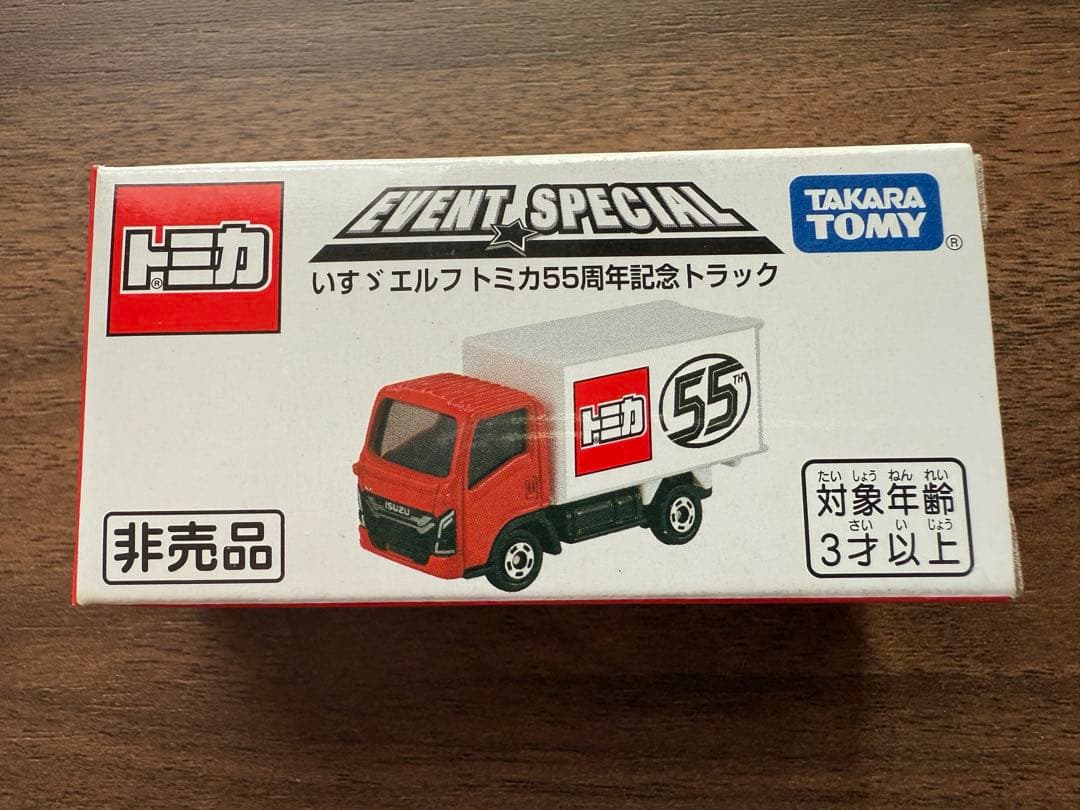 トミカ®
EVENT SPECIAL
TAKARA
TOMY®
いすゞエルフ トミカ55周年記念トラック
トミカ
55TH
ISUZU
非売品
たいしょうねんれい
対象年齢
さいいじょう
3才以上